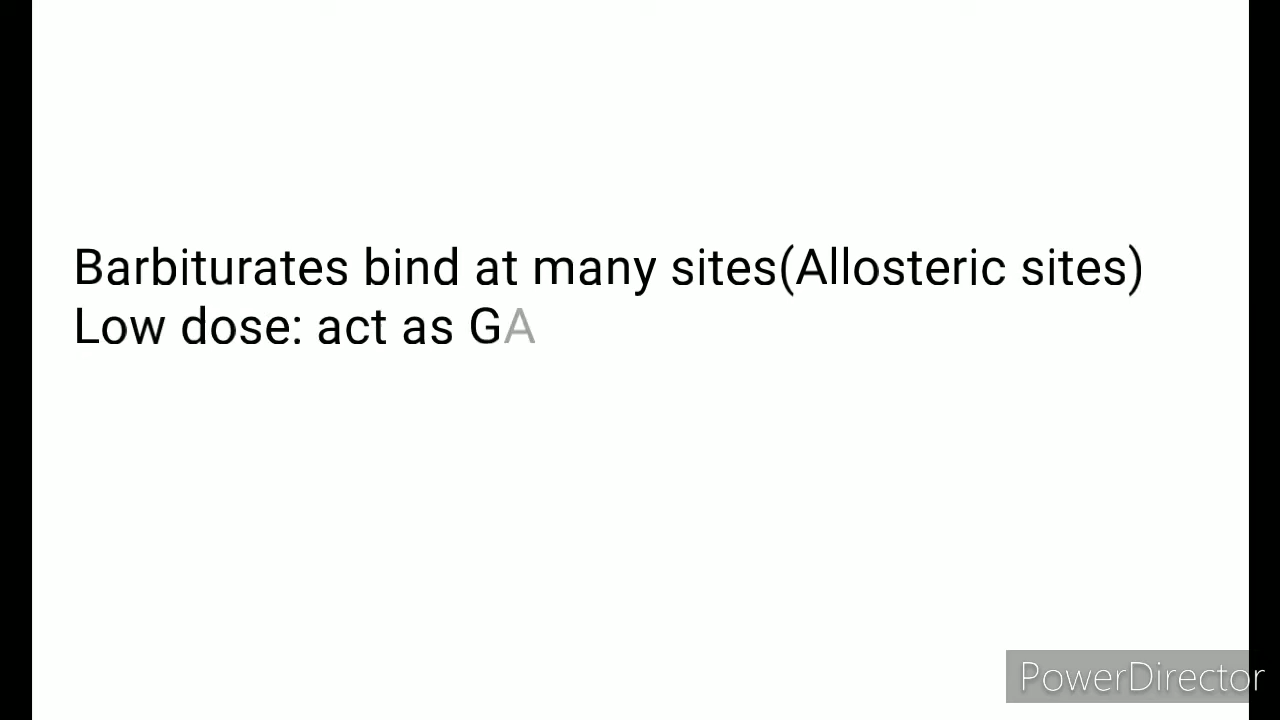 Barbiturates bind at many sites(Allosteric sites)
Low dose: act as GA
PowerDirector